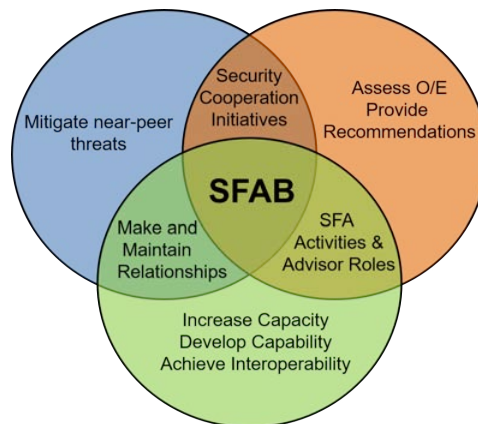 Security
Cooperation
Initiatives
Assess O/E
Provide
Recommendations
Mitigate near-peer
threats
SFAB
Make and
Maintain
Relationships
SFA
Activities &
Advisor Roles
Increase Capacity
Develop Capability
Achieve Interoperability